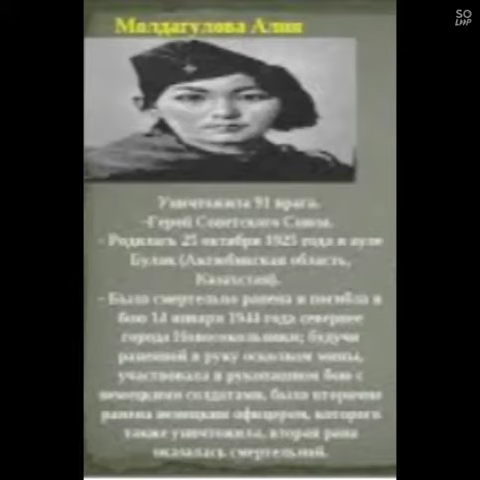 SO
LHP
Молдагулова Алия
Уничтожила 91 врага.
-Герой Советского Союза.
- Родилась 25 октября 1925 года в ауле
Булак (Актюбинская область,
Казахстан).
- Была смертельно ранена и погибла в
бою 14 января 1944 года севернее
города Новосокольники; будучи
раненной в руку осколком мины,
участвовала в рукопашном бою с
немецкими солдатами, была вторично
ранена немецким офицером, которого
также уничтожила, вторая рана
оказалась смертельной.